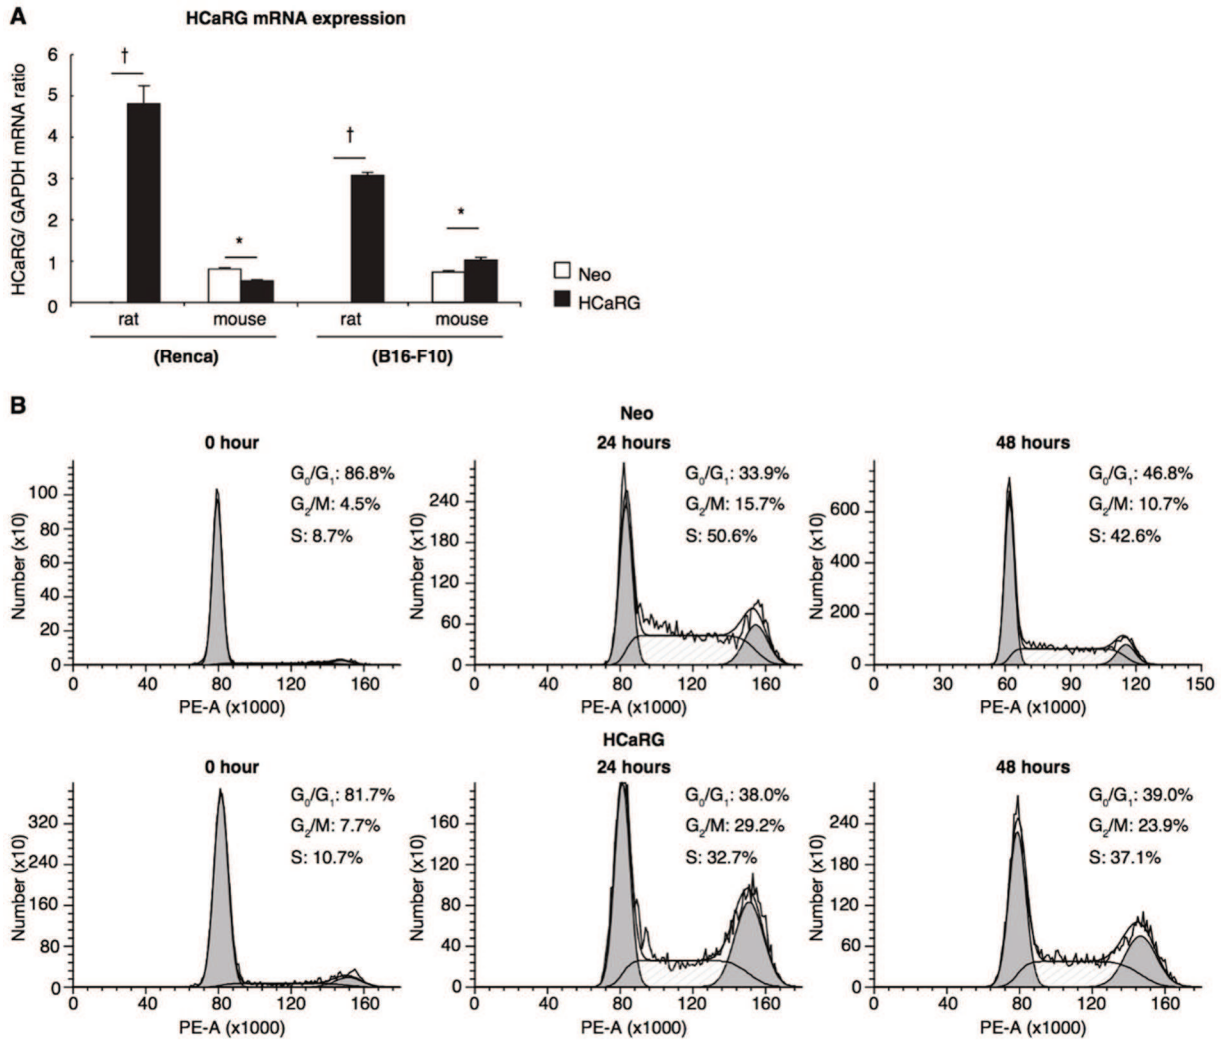 A
HCaRG mRNA expression
HCaRG/ GAPDH mRNA ratio
6
5
4
3
2
1
0
†
*
†
*
rat
mouse
rat
mouse
(Renca)
(B16-F10)
Neo
HCaRG
B
Neo
0 hour
24 hours
48 hours
G0/G1: 86.8%
G2/M: 4.5%
S: 8.7%
Number (x10)
100
80
60
40
20
0
0 40 80 120 160
PE-A (x1000)
G0/G1: 33.9%
G2/M: 15.7%
S: 50.6%
Number (x10)
240
180
120
60
0
0 40 80 120 160
PE-A (x1000)
G0/G1: 46.8%
G2/M: 10.7%
S: 42.6%
Number (x10)
600
400
200
0
0 30 60 90 120 150
PE-A (x1000)
HCaRG
0 hour
24 hours
48 hours
G0/G1: 81.7%
G2/M: 7.7%
S: 10.7%
Number (x10)
320
240
160
80
0
0 40 80 120 160
PE-A (x1000)
G0/G1: 38.0%
G2/M: 29.2%
S: 32.7%
Number (x10)
160
120
80
40
0
0 40 80 120 160
PE-A (x1000)
G0/G1: 39.0%
G2/M: 23.9%
S: 37.1%
Number (x10)
240
180
120
60
0
0 40 80 120 160
PE-A (x1000)